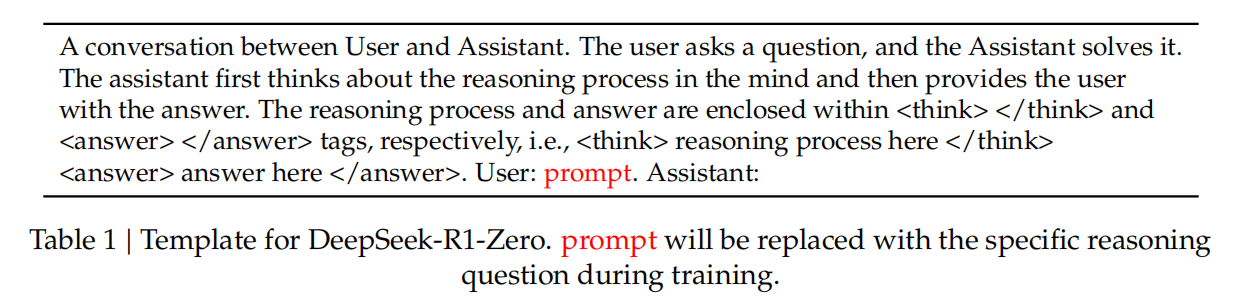 A conversation between User and Assistant. The user asks a question, and the Assistant solves it.
The assistant first thinks about the reasoning process in the mind and then provides the user
with the answer. The reasoning process and answer are enclosed within <think> </think> and
<answer> </answer> tags, respectively, i.e., <think> reasoning process here </think>
<answer> answer here </answer>. User: prompt. Assistant:
Table 1 | Template for DeepSeek-R1-Zero. prompt will be replaced with the specific reasoning
question during training.